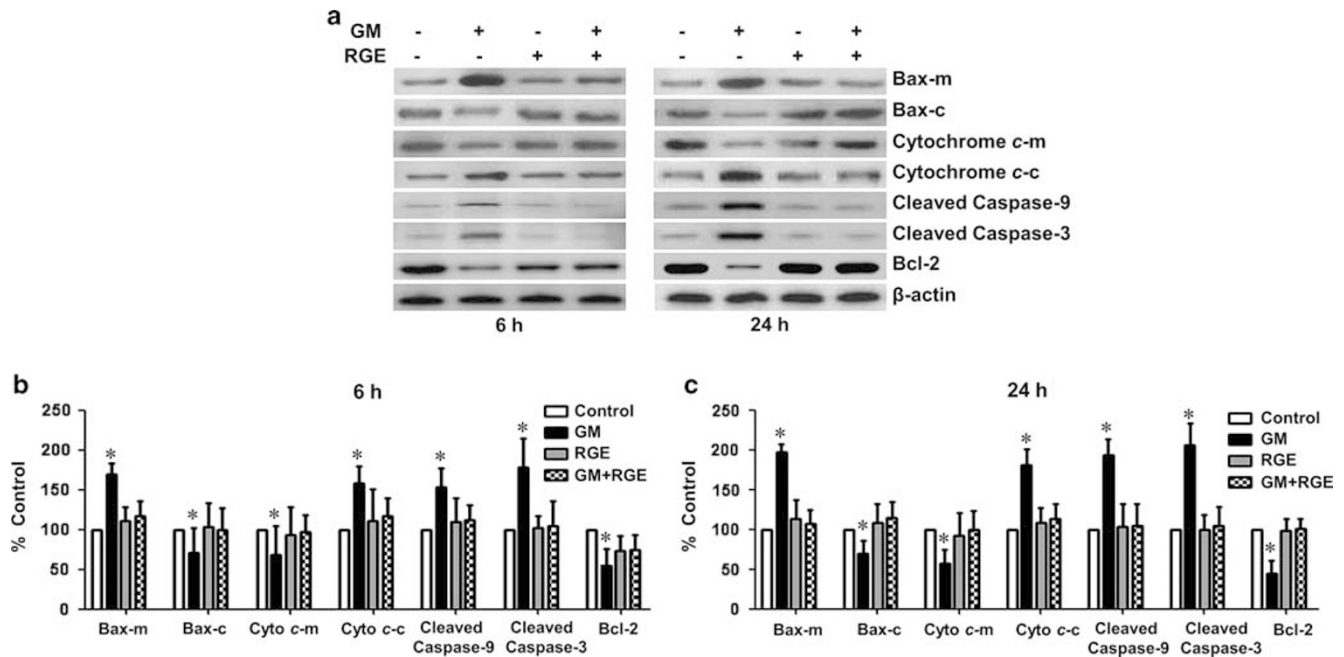 a
GM - + - + - + - +
RGE - - + + - - + +
Bax-m
Bax-c
Cytochrome c-m
Cytochrome c-c
Cleaved Caspase-9
Cleaved Caspase-3
Bcl-2
β-actin
6 h 24 h
b
6 h
% Control
250
200
150
100
50
0
Control
GM
RGE
GM+RGE
* * * * * * *
Bax-m Bax-c Cyto c-m Cyto c-c Cleaved Caspase-9 Cleaved Caspase-3 Bcl-2
c
24 h
% Control
250
200
150
100
50
0
Control
GM
RGE
GM+RGE
* * * * * * *
Bax-m Bax-c Cyto c-m Cyto c-c Cleaved Caspase-9 Cleaved Caspase-3 Bcl-2